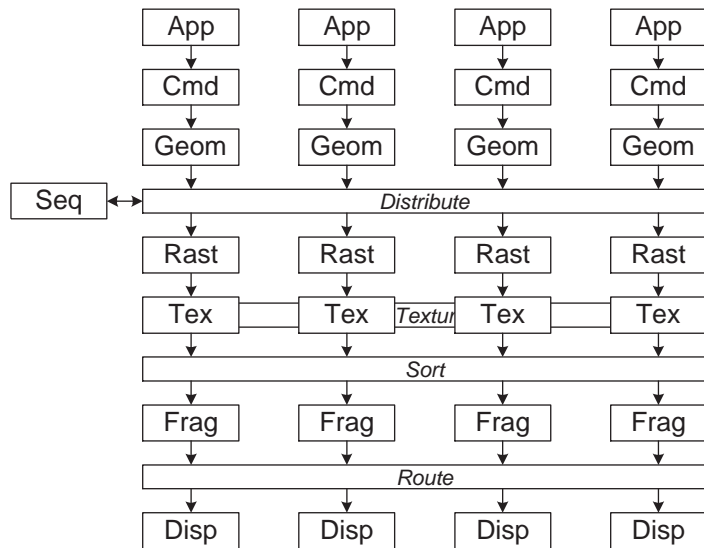 App App App App
Cmd Cmd Cmd Cmd
Geom Geom Geom Geom
Seq Distribute
Rast Rast Rast Rast
Tex Tex Textur Tex Tex
Sort
Frag Frag Frag Frag
Route
Disp Disp Disp Disp